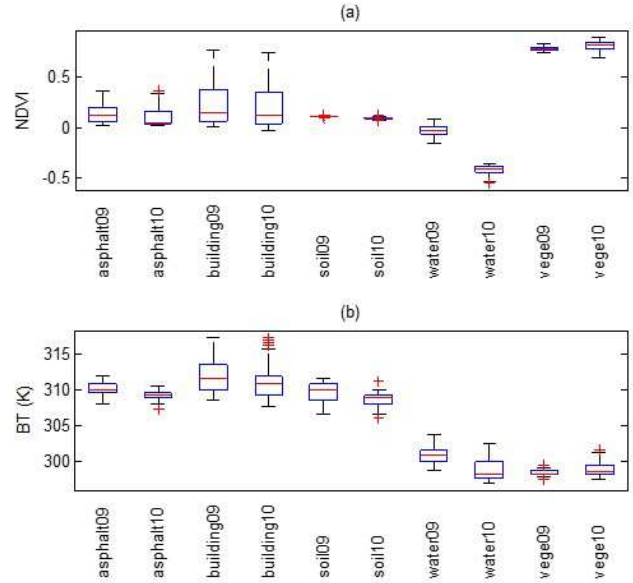 (a)
NDVI
0.5
0
-0.5
asphalt09
asphalt10
building09
building10
soil09
soil10
water09
water10
vege09
vege10
(b)
BT (K)
315
310
305
300
asphalt09
asphalt10
building09
building10
soil09
soil10
water09
water10
vege09
vege10